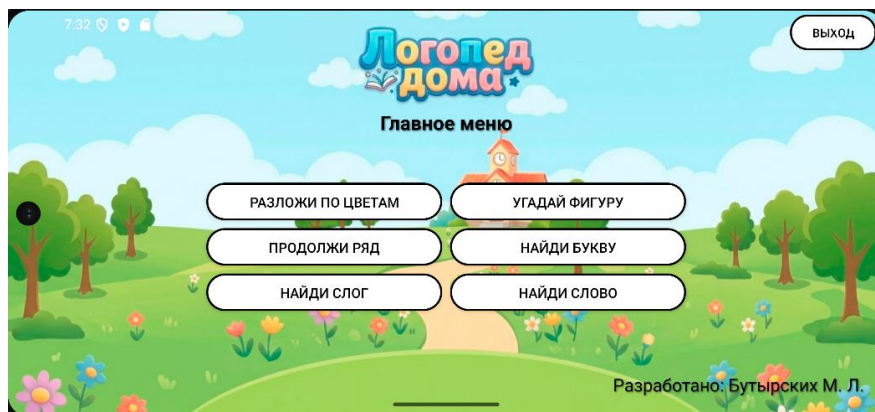 7:32
ВЫХОД
Логопед
дома
Главное меню
РАЗЛОЖИ ПО ЦВЕТАМ
УГАДАЙ ФИГУРУ
ПРОДОЛЖИ РЯД
НАЙДИ БУКВУ
НАЙДИ СЛОГ
НАЙДИ СЛОВО
Разработано: Бутырских М. Л.